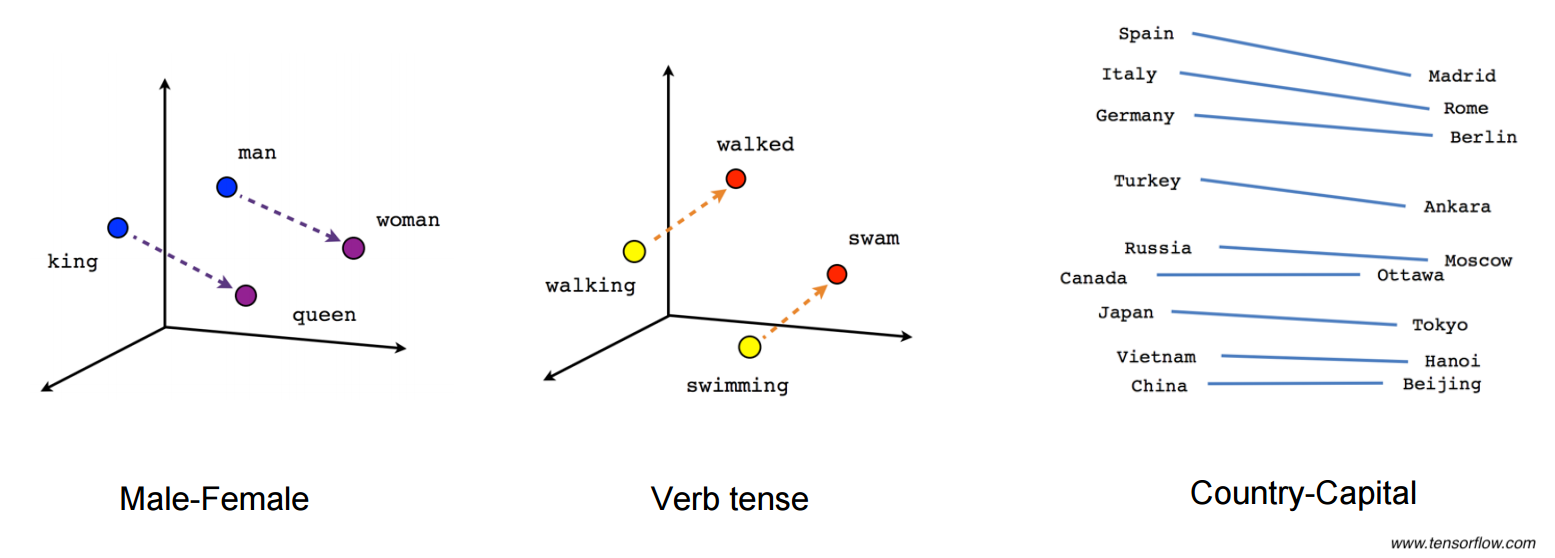 man
woman
king
queen
Male-Female
walked
swam
walking
swimming
Verb tense
Spain
Madrid
Italy
Rome
Germany
Berlin
Turkey
Ankara
Russia
Moscow
Canada
Ottawa
Japan
Tokyo
Vietnam
Hanoi
China
Beijing
Country-Capital
www.tensorflow.com